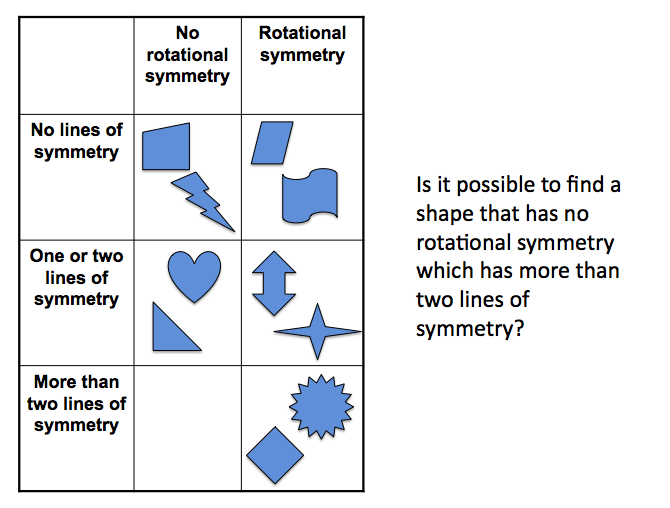 No
rotational
symmetry
Rotational
symmetry
No lines of
symmetry
One or two
lines of
symmetry
More than
two lines of
symmetry
Is it possible to find a
shape that has no
rotational symmetry
which has more than
two lines of
symmetry?